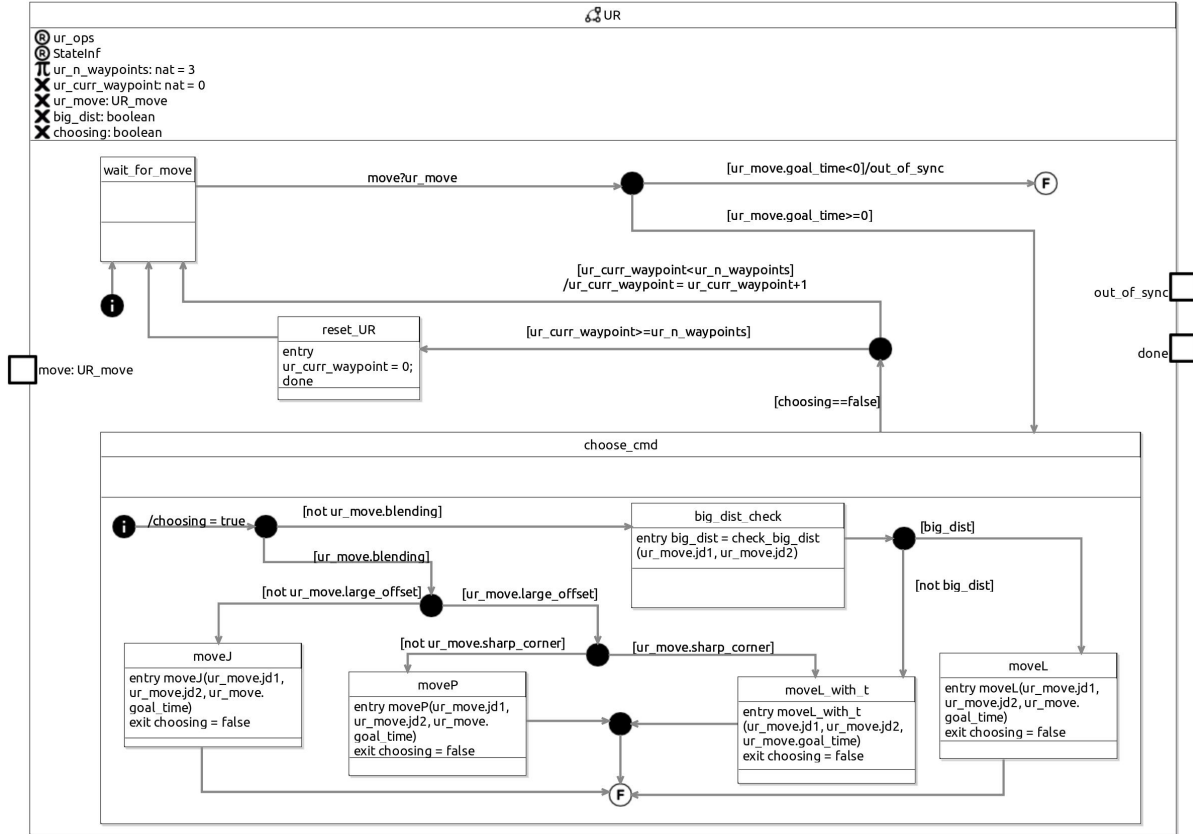 UR
R ur_ops
R StateInf
π ur_n_waypoints: nat = 3
X ur_curr_waypoint: nat = 0
X ur_move: UR_move
X big_dist: boolean
X choosing: boolean
wait_for_move
move?ur_move
[ur_move.goal_time<0]/out_of_sync
F
[ur_move.goal_time>=0]
[ur_curr_waypoint<ur_n_waypoints]
/ur_curr_waypoint = ur_curr_waypoint+1
i
out_of_sync
reset_UR
entry
ur_curr_waypoint = 0;
done
[ur_curr_waypoint>=ur_n_waypoints]
done
move: UR_move
[choosing==false]
choose_cmd
i
/choosing = true
[not ur_move.blending]
big_dist_check
entry big_dist = check_big_dist
(ur_move.jd1, ur_move.jd2)
[big_dist]
[ur_move.blending]
[not big_dist]
[not ur_move.large_offset]
[ur_move.large_offset]
[not ur_move.sharp_corner]
[ur_move.sharp_corner]
moveJ
entry moveJ(ur_move.jd1,
ur_move.jd2, ur_move.
goal_time)
exit choosing = false
moveP
entry moveP(ur_move.jd1,
ur_move.jd2, ur_move.
goal_time)
exit choosing = false
moveL_with_t
entry moveL_with_t
(ur_move.jd1, ur_move.jd2,
ur_move.goal_time)
exit choosing = false
moveL
entry moveL(ur_move.jd1,
ur_move.jd2, ur_move.
goal_time)
exit choosing = false
F